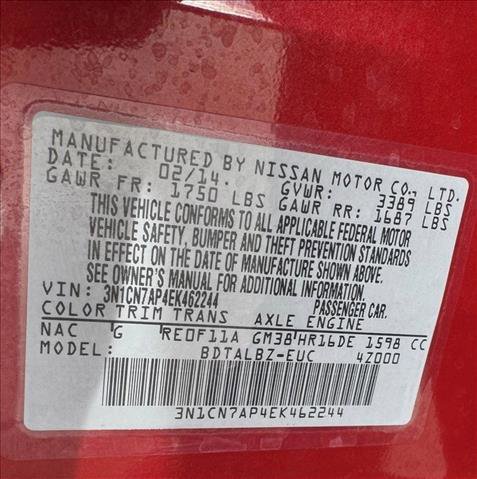 MANUFACTURED BY NISSAN MOTOR CO., LTD.
DATE: 02/14. GVWR: 3389 LBS
GAWR FR: 1750 LBS GAWR RR: 1687 LBS
THIS VEHICLE CONFORMS TO ALL APPLICABLE FEDERAL MOTOR
VEHICLE SAFETY, BUMPER AND THEFT PREVENTION STANDARDS
IN EFFECT ON THE DATE OF MANUFACTURE SHOWN ABOVE.
SEE OWNER'S MANUAL FOR ADDITIONAL INFORMATION
VIN: 3N1CN7AP4EK462244 PASSENGER CAR.
COLOR TRIM TRANS AXLE ENGINE
NAC G RE0F11A GM38 HR16DE 1598 CC
MODEL: BDTALBZ-EUC 4Z000
3N1CN7AP4EK462244